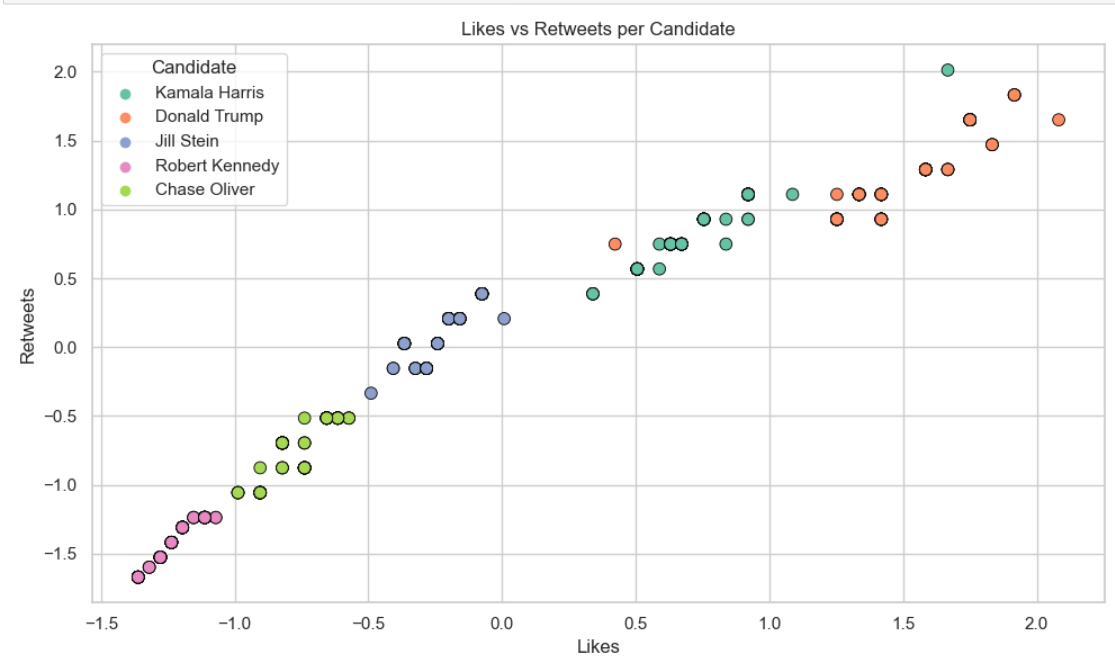 Likes vs Retweets per Candidate
Candidate
Kamala Harris
Donald Trump
Jill Stein
Robert Kennedy
Chase Oliver
2.0
1.5
1.0
0.5
0.0
−0.5
−1.0
−1.5
Retweets
−1.5
−1.0
−0.5
0.0
0.5
1.0
1.5
2.0
Likes